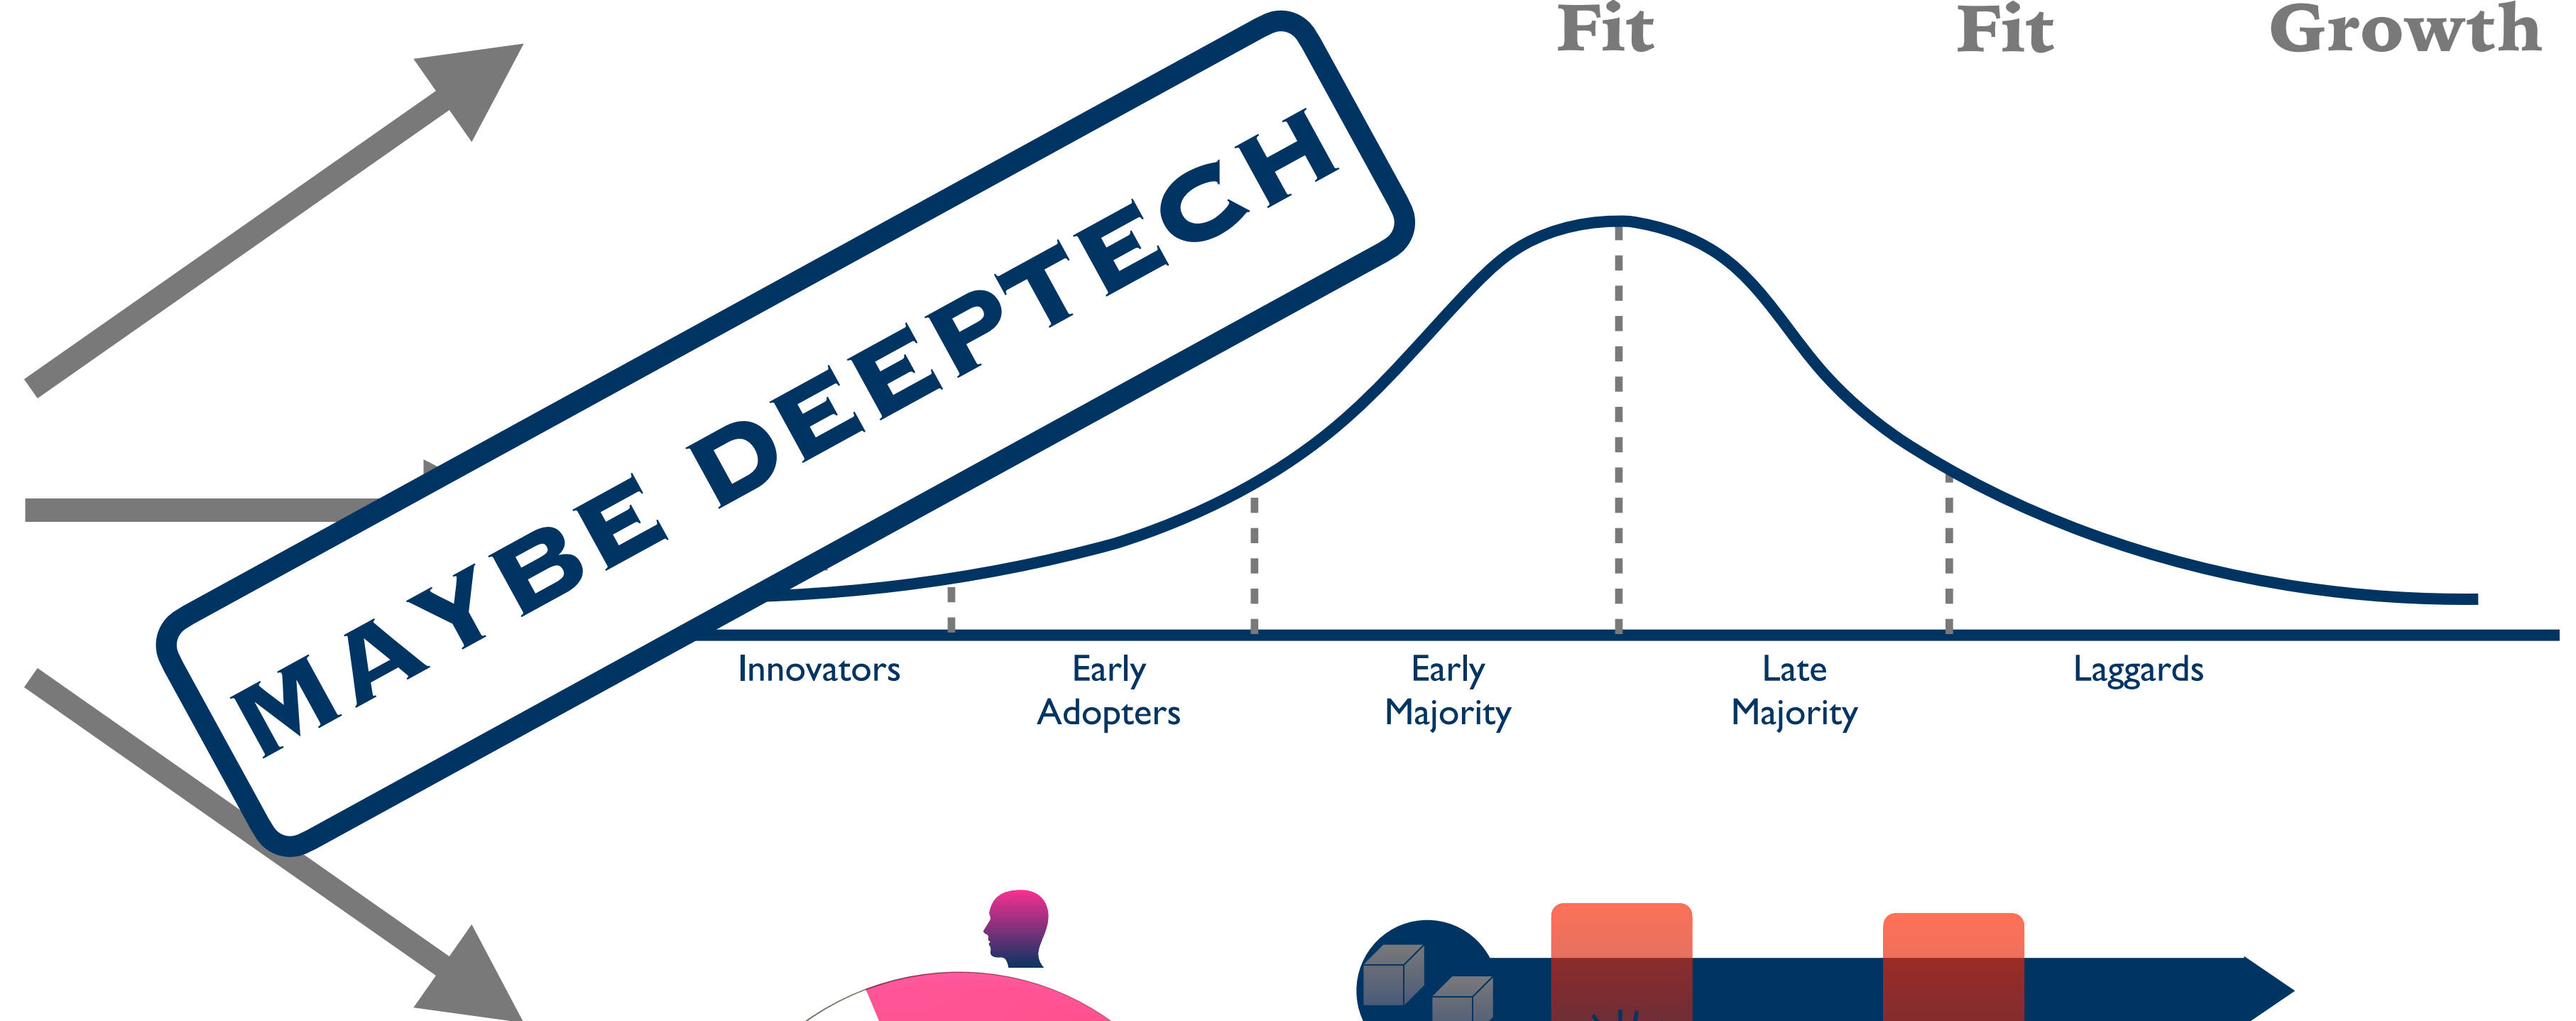 Fit
Fit
Growth
MAYBE DEEPTECH
Innovators
Early
Adopters
Early
Majority
Late
Majority
Laggards